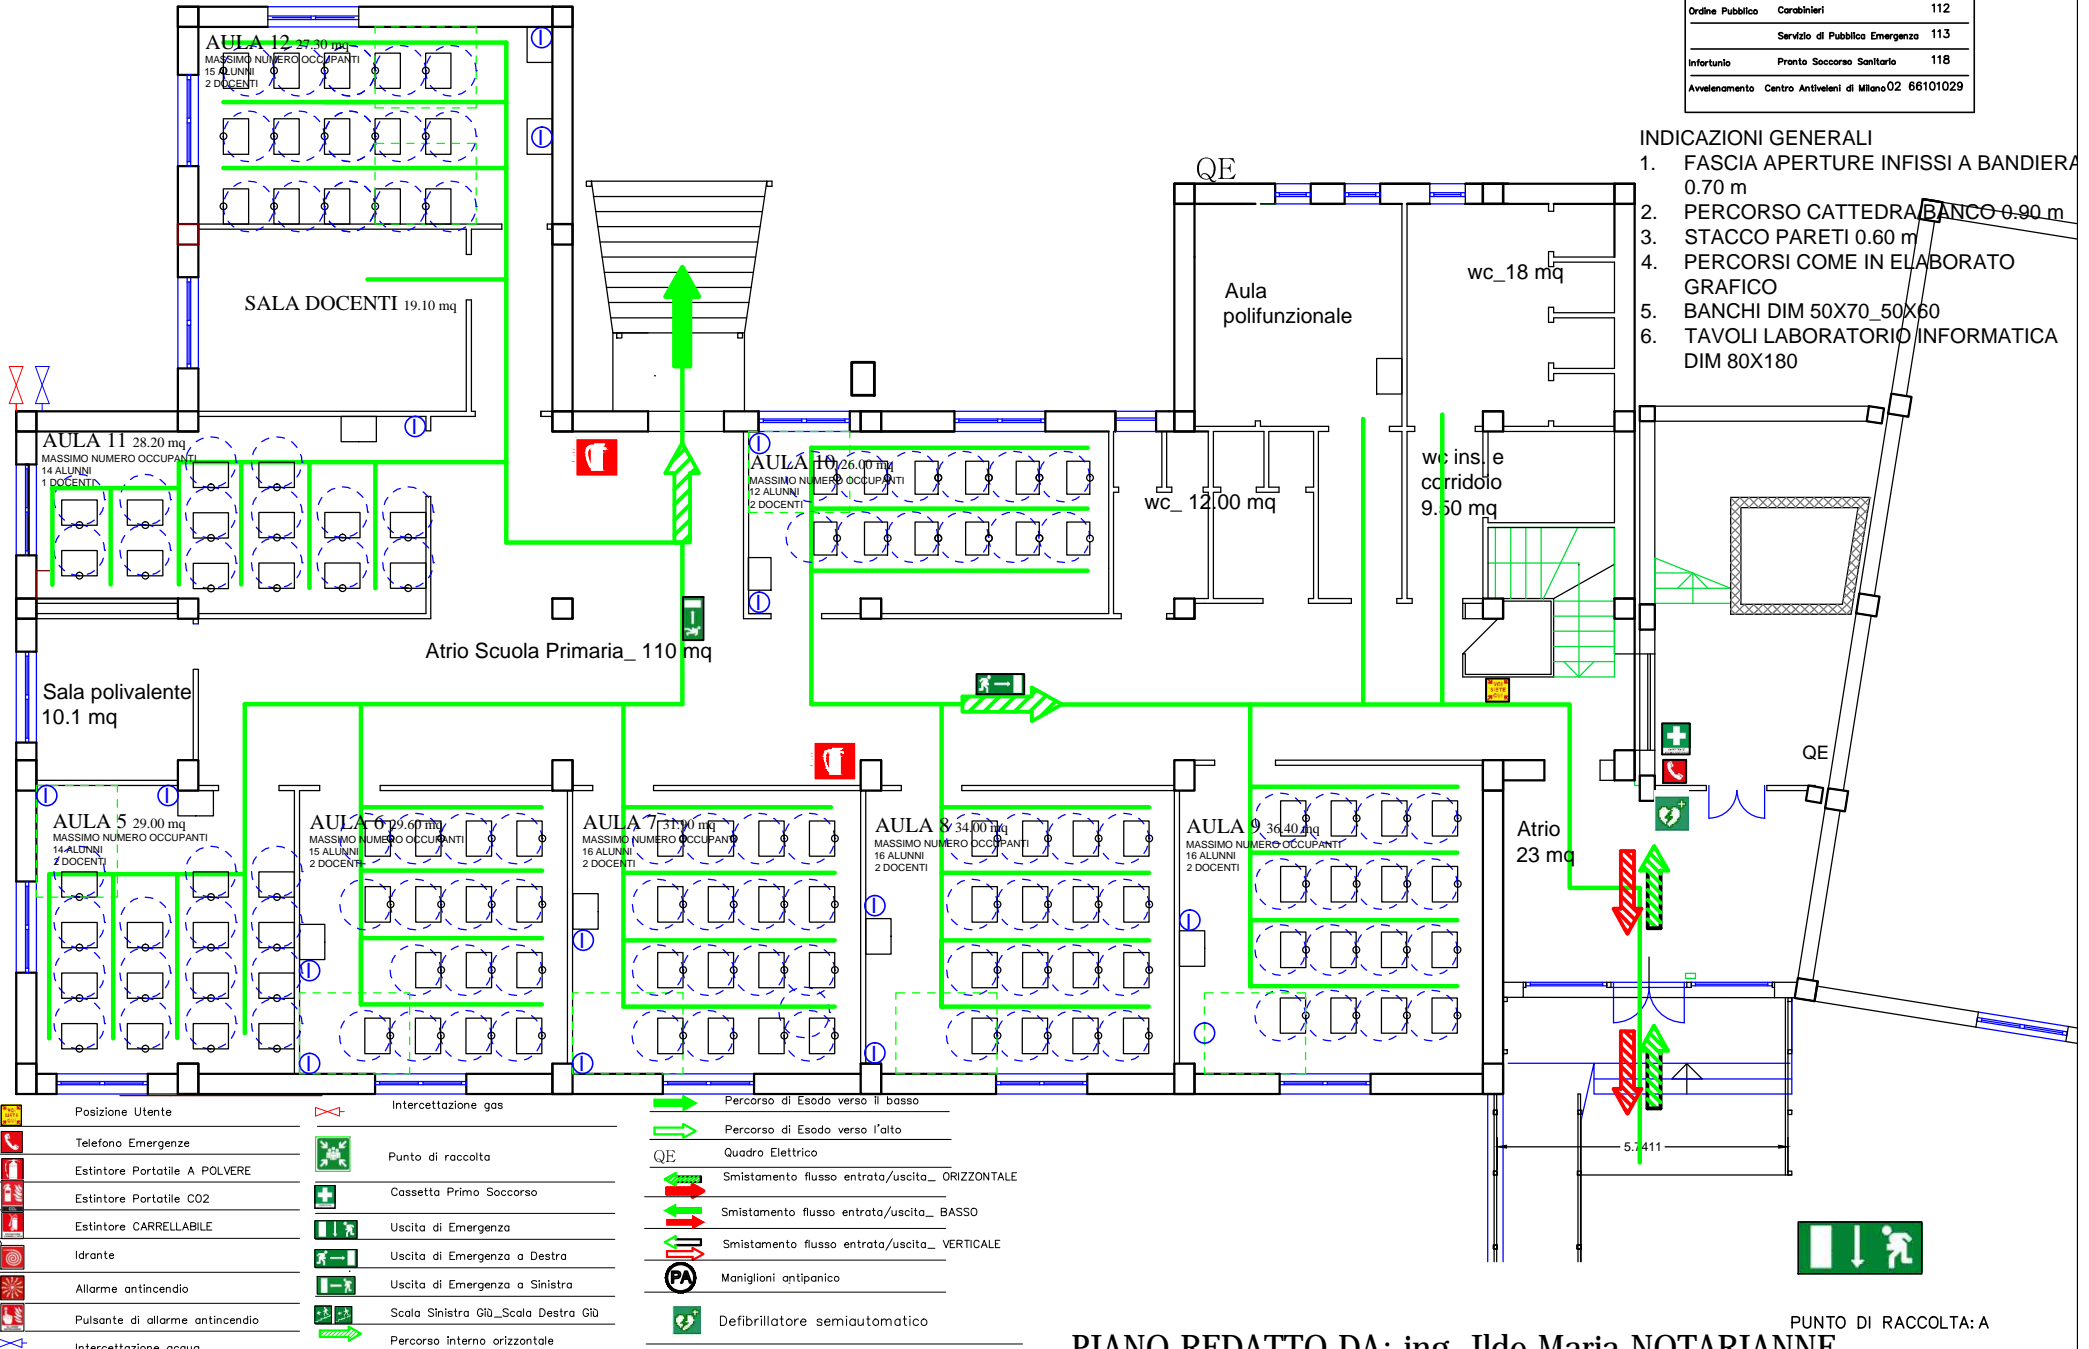 Ordine Pubblico Carabinieri 112
Servizio di Pubblica Emergenza 113
Infortunio Pronto Soccorso Sanitario 118
Avvelenamento Centro Antiveleni di Milano 02 66101029
INDICAZIONI GENERALI
1. FASCIA APERTURE INFISSI A BANDIERA
0.70 m
2. PERCORSO CATTEDRA/BANCO 0.90 m
3. STACCO PARETI 0.60 m
4. PERCORSI COME IN ELABORATO
GRAFICO
5. BANCHI DIM 50X70_50X60
6. TAVOLI LABORATORIO INFORMATICA
DIM 80X180
AULA 12 27.30 mq
MASSIMO NUMERO OCCUPANTI
15 ALUNNI
2 DOCENTI
SALA DOCENTI 19.10 mq
QE
Aula
polifunzionale
wc_18 mq
AULA 11 28.20 mq
MASSIMO NUMERO OCCUPANTI
14 ALUNNI
1 DOCENTI
AULA 10 26.00 mq
MASSIMO NUMERO OCCUPANTI
12 ALUNNI
2 DOCENTI
wc_ 12.00 mq
wc ins. e
corridoio
9.50 mq
Atrio Scuola Primaria_ 110 mq
Sala polivalente
10.1 mq
VOI
SIETE
QUI
QE
AULA 5 29.00 mq
MASSIMO NUMERO OCCUPANTI
14 ALUNNI
2 DOCENTI
AULA 6 29.60 mq
MASSIMO NUMERO OCCUPANTI
15 ALUNNI
2 DOCENTI
AULA 7 31.90 mq
MASSIMO NUMERO OCCUPANTI
16 ALUNNI
2 DOCENTI
AULA 8 34.00 mq
MASSIMO NUMERO OCCUPANTI
16 ALUNNI
2 DOCENTI
AULA 9 36.40 mq
MASSIMO NUMERO OCCUPANTI
16 ALUNNI
2 DOCENTI
Atrio
23 mq
5.7411
Posizione Utente
Telefono Emergenze
Estintore Portatile A POLVERE
Estintore Portatile CO2
Estintore CARRELLABILE
Idrante
Allarme antincendio
Pulsante di allarme antincendio
Intercettazione acqua
Intercettazione gas
Punto di raccolta
Cassetta Primo Soccorso
Uscita di Emergenza
Uscita di Emergenza a Destra
Uscita di Emergenza a Sinistra
Scala Sinistra Giù_Scala Destra Giù
Percorso interno orizzontale
Percorso di Esodo verso il basso
Percorso di Esodo verso l'alto
QE Quadro Elettrico
Smistamento flusso entrata/uscita_ ORIZZONTALE
Smistamento flusso entrata/uscita_ BASSO
Smistamento flusso entrata/uscita_ VERTICALE
PA Maniglioni antipanico
Defibrillatore semiautomatico
PUNTO DI RACCOLTA: A
PIANO REDATTO DA: ing. Ildo Maria NOTARIANNE